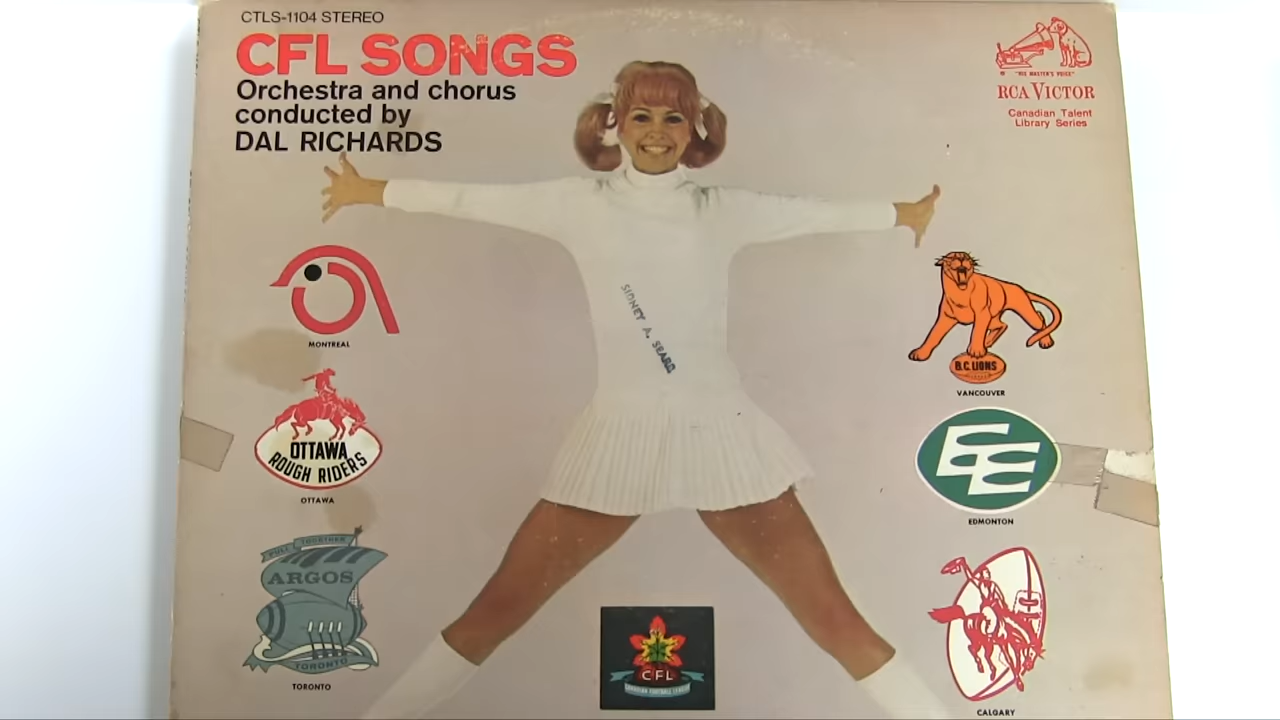 CTLS-1104 STEREO
CFL SONGS
Orchestra and chorus
conducted by
DAL RICHARDS
"HIS MASTER'S VOICE"
RCA VICTOR
Canadian Talent
Library Series
SIDNEY A. SEARS
MONTREAL
B.C. LIONS
VANCOUVER
OTTAWA
ROUGH RIDERS
OTTAWA
EE
EDMONTON
PULL TOGETHER
ARGOS
TORONTO
TORONTO
CFL
CANADIAN FOOTBALL LEAGUE
CALGARY